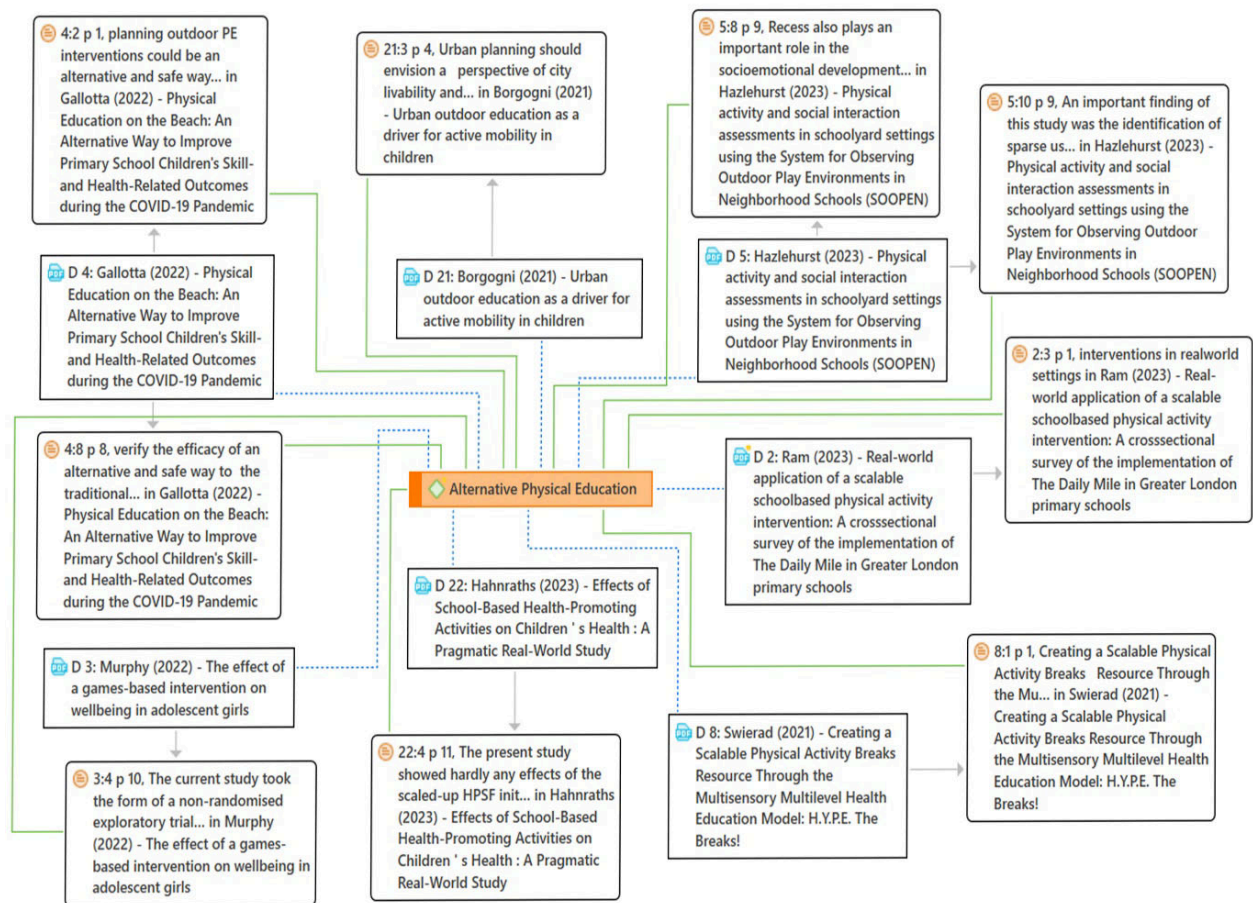 4:2 p 1, planning outdoor PE
interventions could be an
alternative and safe way... in
Gallotta (2022) - Physical
Education on the Beach: An
Alternative Way to Improve
Primary School Children's Skill-
and Health-Related Outcomes
during the COVID-19 Pandemic
21:3 p 4, Urban planning should
envision a perspective of city
livability and... in Borgogni (2021)
- Urban outdoor education as a
driver for active mobility in
children
5:8 p 9, Recess also plays an
important role in the
socioemotional development... in
Hazlehurst (2023) - Physical
activity and social interaction
assessments in schoolyard settings
using the System for Observing
Outdoor Play Environments in
Neighborhood Schools (SOOPEN)
5:10 p 9, An important finding of
this study was the identification of
sparse us... in Hazlehurst (2023) -
Physical activity and social
interaction assessments in
schoolyard settings using the
System for Observing Outdoor
Play Environments in
Neighborhood Schools (SOOPEN)
D 4: Gallotta (2022) - Physical
Education on the Beach: An
Alternative Way to Improve
Primary School Children's Skill-
and Health-Related Outcomes
during the COVID-19 Pandemic
D 21: Borgogni (2021) - Urban
outdoor education as a driver for
active mobility in children
D 5: Hazlehurst (2023) - Physical
activity and social interaction
assessments in schoolyard settings
using the System for Observing
Outdoor Play Environments in
Neighborhood Schools (SOOPEN)
2:3 p 1, interventions in realworld
settings in Ram (2023) - Real-
world application of a scalable
schoolbased physical activity
intervention: A crosssectional
survey of the implementation of
The Daily Mile in Greater London
primary schools
4:8 p 8, verify the efficacy of an
alternative and safe way to the
traditional... in Gallotta (2022) -
Physical Education on the Beach:
An Alternative Way to Improve
Primary School Children's Skill-
and Health-Related Outcomes
during the COVID-19 Pandemic
Alternative Physical Education
D 2: Ram (2023) - Real-world
application of a scalable
schoolbased physical activity
intervention: A crosssectional
survey of the implementation of
The Daily Mile in Greater London
primary schools
D 22: Hahnraths (2023) - Effects of
School-Based Health-Promoting
Activities on Children ' s Health : A
Pragmatic Real-World Study
D 3: Murphy (2022) - The effect of
a games-based intervention on
wellbeing in adolescent girls
8:1 p 1, Creating a Scalable Physical
Activity Breaks Resource Through
the Mu... in Swierad (2021) -
Creating a Scalable Physical
Activity Breaks Resource Through
the Multisensory Multilevel Health
Education Model: H.Y.P.E. The
Breaks!
D 8: Swierad (2021) - Creating a
Scalable Physical Activity Breaks
Resource Through the
Multisensory Multilevel Health
Education Model: H.Y.P.E. The
Breaks!
22:4 p 11, The present study
showed hardly any effects of the
scaled-up HPSF init... in Hahnraths
(2023) - Effects of School-Based
Health-Promoting Activities on
Children ' s Health : A Pragmatic
Real-World Study
3:4 p 10, The current study took
the form of a non-randomised
exploratory trial... in Murphy
(2022) - The effect of a games-
based intervention on wellbeing in
adolescent girls